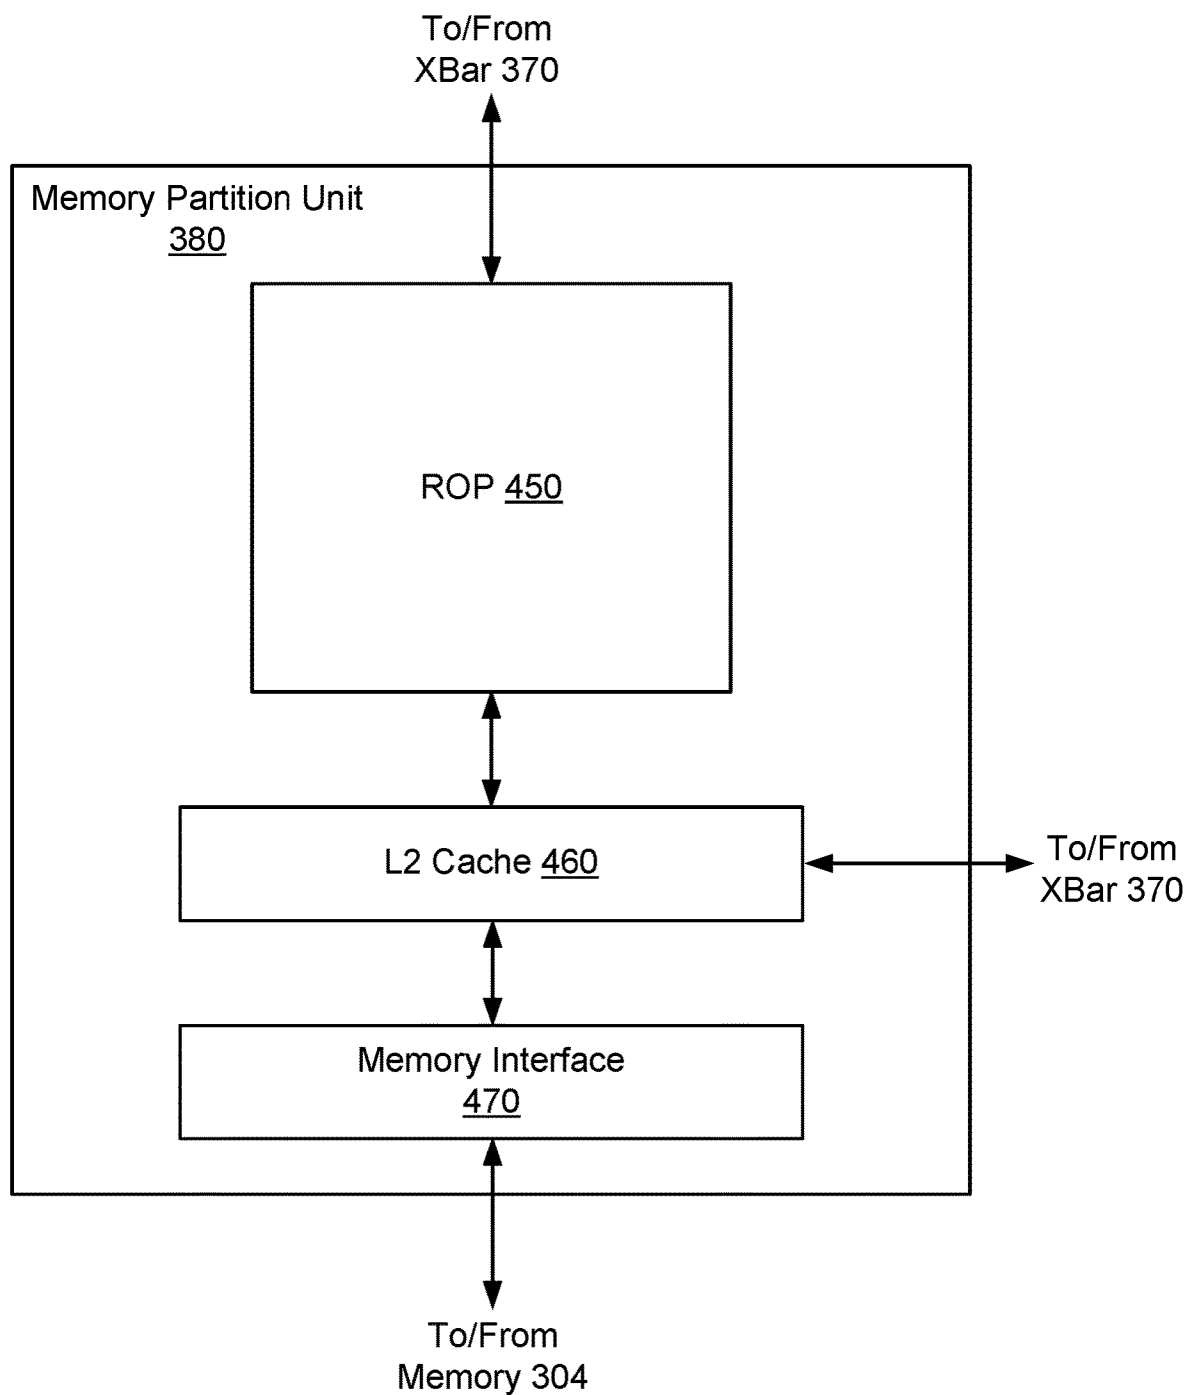 To/From
XBar 370
Memory Partition Unit
380
ROP 450
L2 Cache 460
To/From
XBar 370
Memory Interface
470
To/From
Memory 304